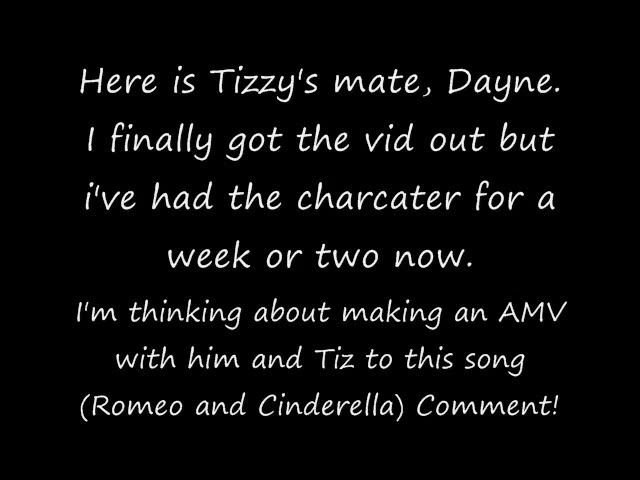 Here is Tizzy's mate, Dayne.
I finally got the vid out but
i've had the charcater for a
week or two now.
I'm thinking about making an AMV
with him and Tiz to this song
(Romeo and Cinderella) Comment!